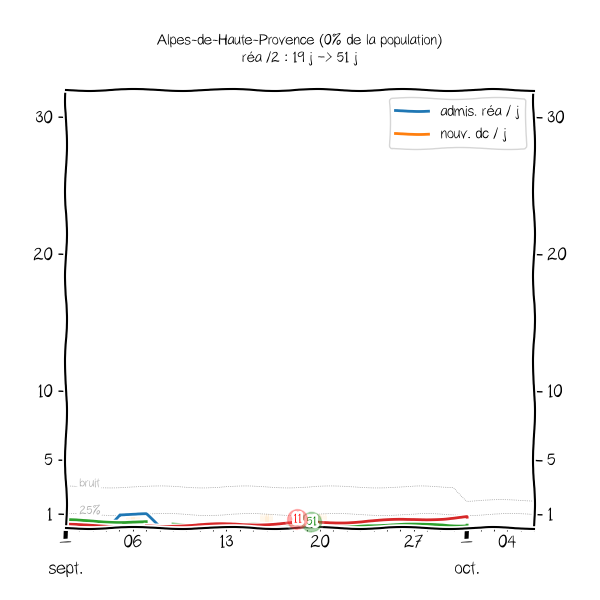 Alpes-de-Haute-Provence (0% de la population)
réa /2 : 19 j -> 51 j
admis. réa / j
nouv. dc / j
30
30
20
20
10
10
5
5
bruit
25%
1
1
11
51
06
13
20
27
04
sept.
oct.